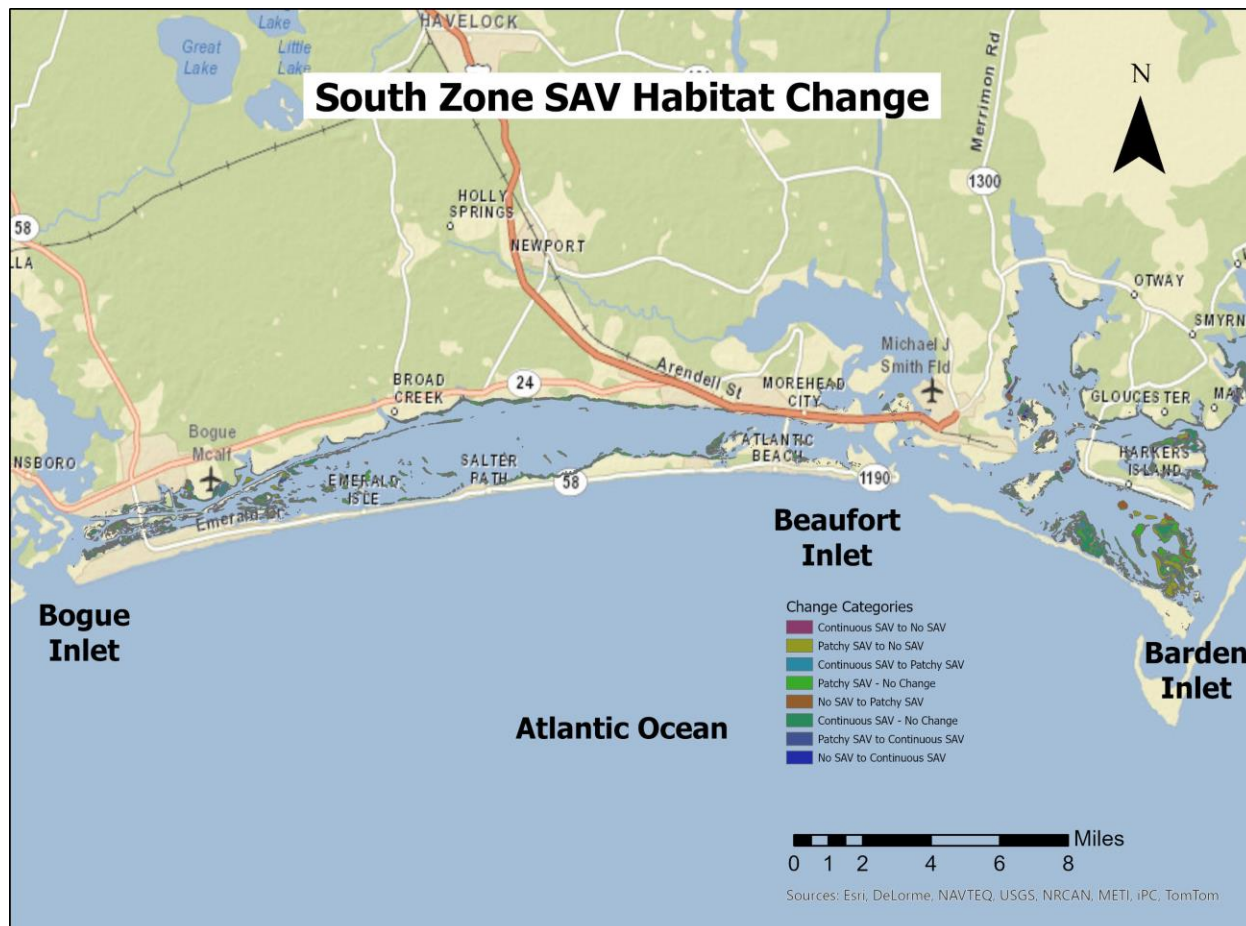 HAVELOCK
Lake
Great
Lake
Little
Lake
South Zone SAV Habitat Change
N
Merrimon Rd
1300
HOLLY
SPRINGS
58
NEWPORT
LLA
OTWAY
SMYRN
Michael J
Smith Fld
Arendell St
MOREHEAD
CITY
BROAD
CREEK
24
GLOUCESTER
MAR
ATLANTIC
BEACH
HARKERS
ISLAND
Bogue
Mcalf
NSBORO
SALTER
PATH
EMERALD
ISLE
58
1190
Emerald Dr
Beaufort
Inlet
Bogue
Inlet
Barden
Inlet
Atlantic Ocean
Change Categories
Continuous SAV to No SAV
Patchy SAV to No SAV
Continuous SAV to Patchy SAV
Patchy SAV - No Change
No SAV to Patchy SAV
Continuous SAV - No Change
Patchy SAV to Continuous SAV
No SAV to Continuous SAV
Miles
0 1 2 4 6 8
Sources: Esri, DeLorme, NAVTEQ, USGS, NRCAN, METI, iPC, TomTom